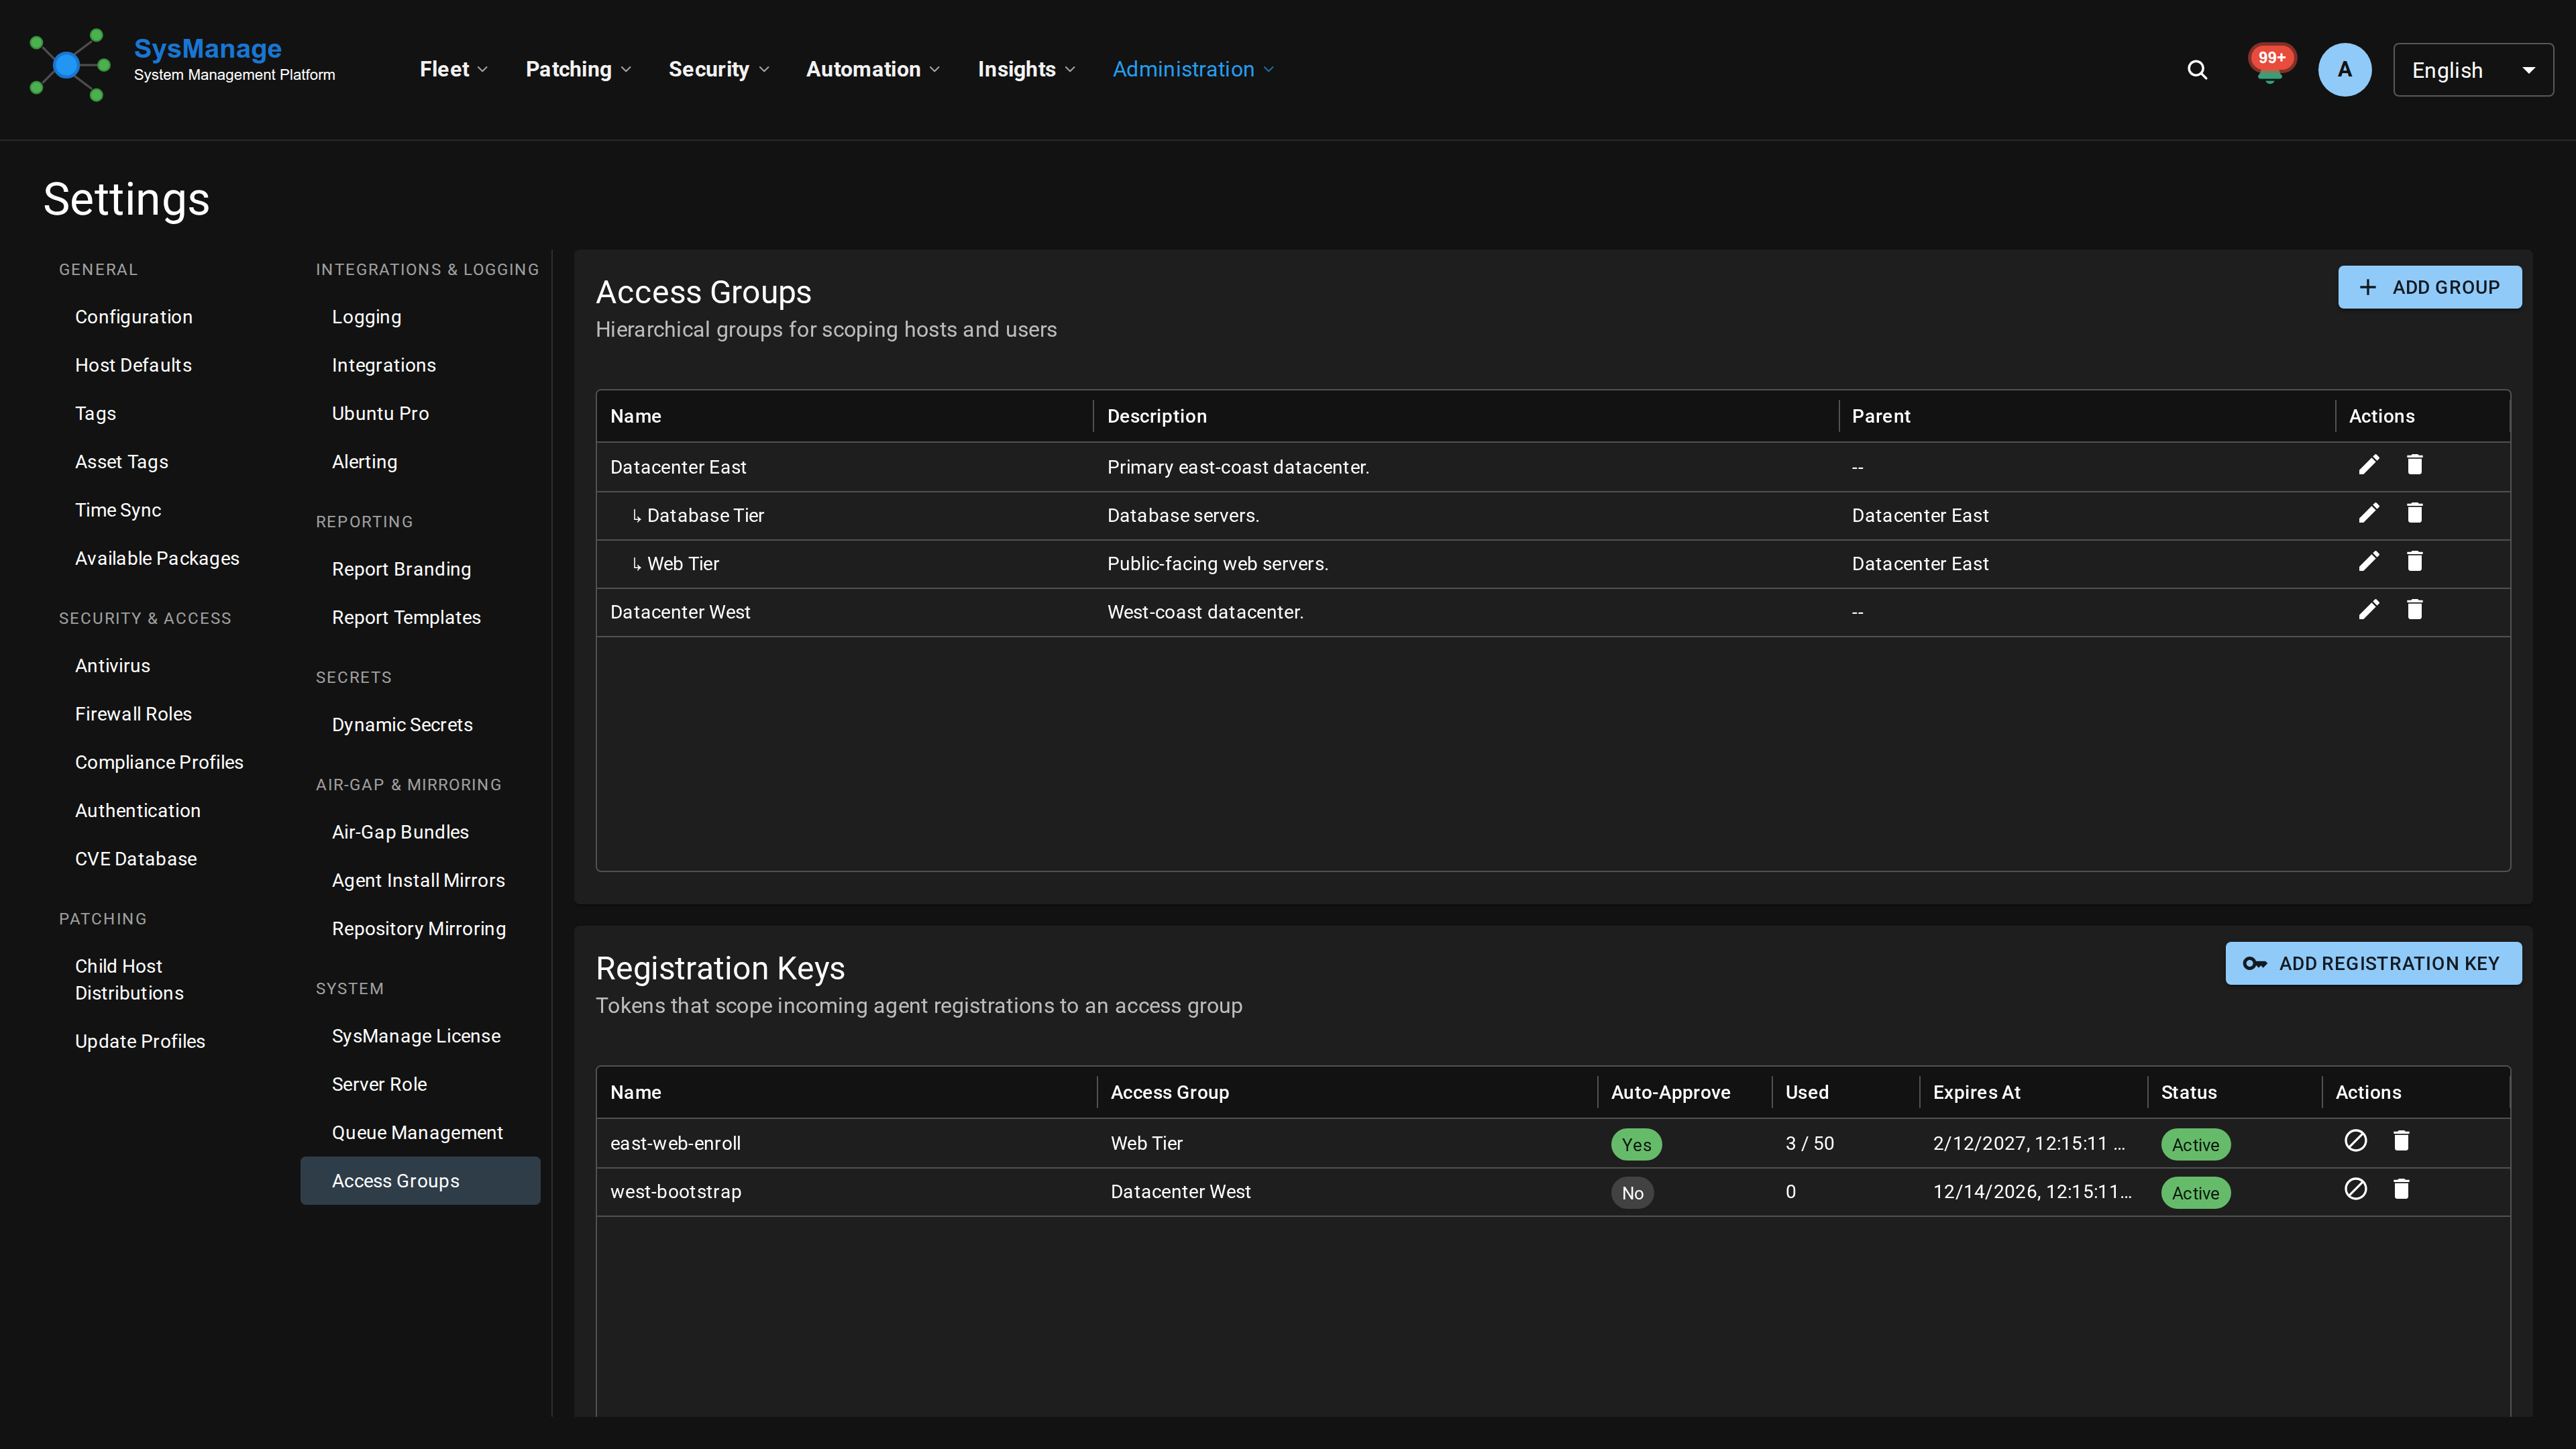 SysManage
System Management Platform
Fleet
Patching
Security
Automation
Insights
Administration
99+
A
English
Settings
GENERAL
Configuration
Host Defaults
Tags
Asset Tags
Time Sync
Available Packages
SECURITY & ACCESS
Antivirus
Firewall Roles
Compliance Profiles
Authentication
CVE Database
PATCHING
Child Host
Distributions
Update Profiles
INTEGRATIONS & LOGGING
Logging
Integrations
Ubuntu Pro
Alerting
REPORTING
Report Branding
Report Templates
SECRETS
Dynamic Secrets
AIR-GAP & MIRRORING
Air-Gap Bundles
Agent Install Mirrors
Repository Mirroring
SYSTEM
SysManage License
Server Role
Queue Management
Access Groups
Access Groups
Hierarchical groups for scoping hosts and users
ADD GROUP
Name Description Parent Actions
Datacenter East Primary east-coast datacenter. --
↳ Database Tier Database servers. Datacenter East
↳ Web Tier Public-facing web servers. Datacenter East
Datacenter West West-coast datacenter. --
Registration Keys
Tokens that scope incoming agent registrations to an access group
ADD REGISTRATION KEY
Name Access Group Auto-Approve Used Expires At Status Actions
east-web-enroll Web Tier Yes 3 / 50 2/12/2027, 12:15:11 ... Active
west-bootstrap Datacenter West No 0 12/14/2026, 12:15:11... Active